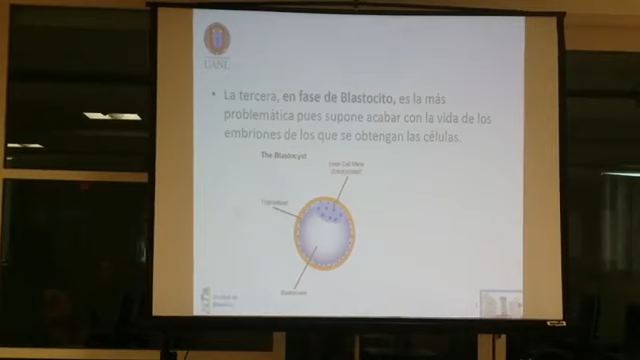 UANL
• La tercera, en fase de Blastocito, es la más
problemática pues supone acabar con la vida de los
embriones de los que se obtengan las células.
The Blastocyst
Inner Cell Mass
Trophoblast